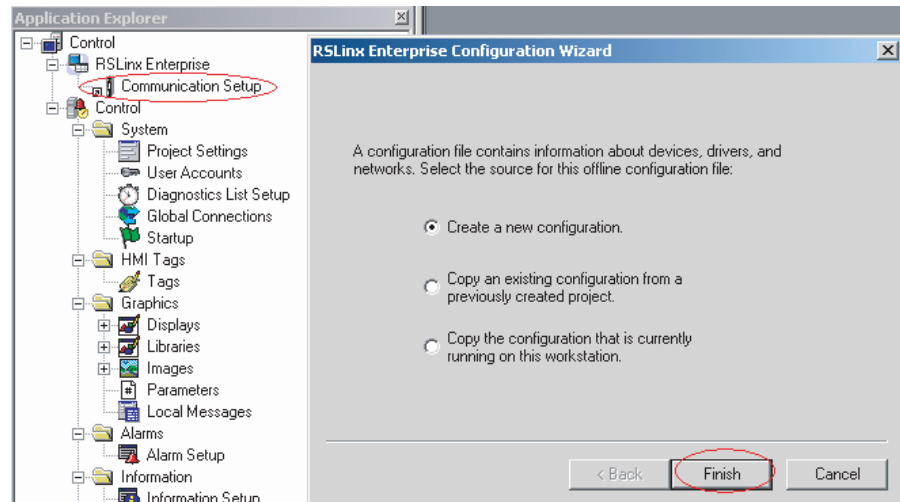 Application Explorer
Control
RSLinx Enterprise
Communication Setup
Control
System
Project Settings
User Accounts
Diagnostics List Setup
Global Connections
Startup
HMI Tags
Tags
Graphics
Displays
Libraries
Images
Parameters
Local Messages
Alarms
Alarm Setup
Information
Information Setup
RSLinx Enterprise Configuration Wizard
A configuration file contains information about devices, drivers, and
networks. Select the source for this offline configuration file:
Create a new configuration.
Copy an existing configuration from a
previously created project.
Copy the configuration that is currently
running on this workstation.
< Back
Finish
Cancel